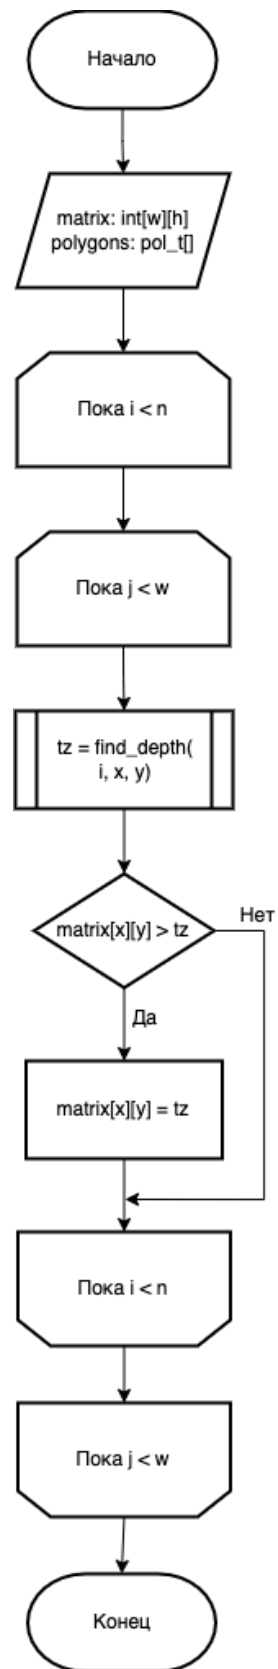 Начало
matrix: int[w][h]
polygons: pol_t[]
Пока i < n
Пока j < w
tz = find_depth(
i, x, y)
matrix[x][y] > tz
Нет
Да
matrix[x][y] = tz
Пока i < n
Пока j < w
Конец